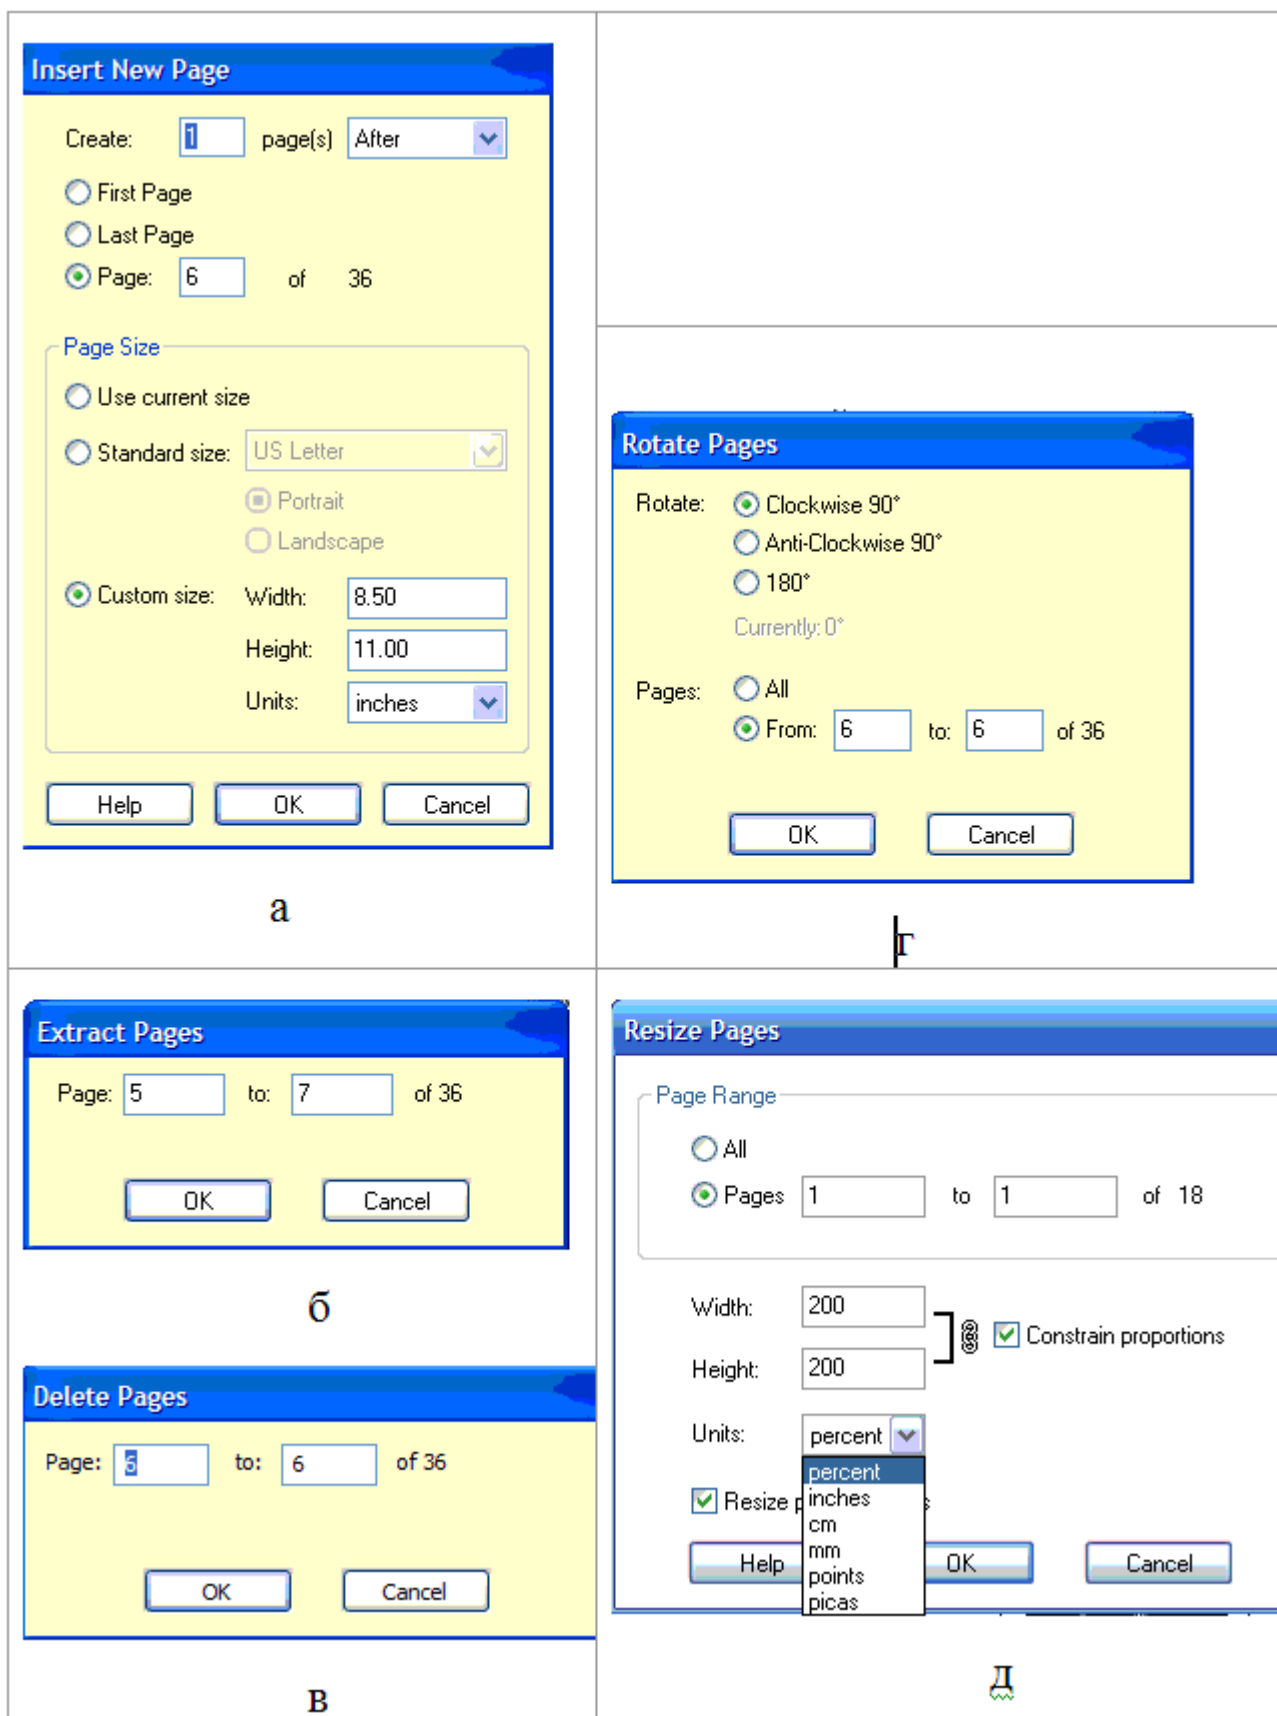 Insert New Page
Create: 1 page(s) After
First Page
Last Page
Page: 6 of 36
Page Size
Use current size
Standard size: US Letter
Portrait
Landscape
Custom size: Width: 8.50
Height: 11.00
Units: inches
Help OK Cancel
а
Rotate Pages
Rotate: Clockwise 90°
Anti-Clockwise 90°
180°
Currently: 0°
Pages: All
From: 6 to: 6 of 36
OK Cancel
г
Extract Pages
Page: 5 to: 7 of 36
OK Cancel
б
Delete Pages
Page: 6 to: 6 of 36
OK Cancel
в
Resize Pages
Page Range
All
Pages 1 to 1 of 18
Width: 200
Height: 200
Constrain proportions
Units: percent
percent
inches
cm
mm
points
picas
Resize
Help OK Cancel
д